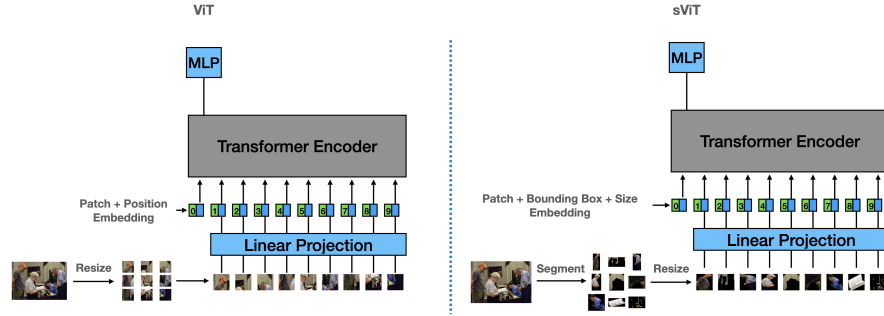 ViT
MLP
Transformer Encoder
Patch + Position
Embedding
0 1 2 3 4 5 6 7 8 9
Linear Projection
Resize
sViT
MLP
Transformer Encoder
Patch + Bounding Box + Size
Embedding
0 1 2 3 4 5 6 7 8 9
Linear Projection
Segment
Resize